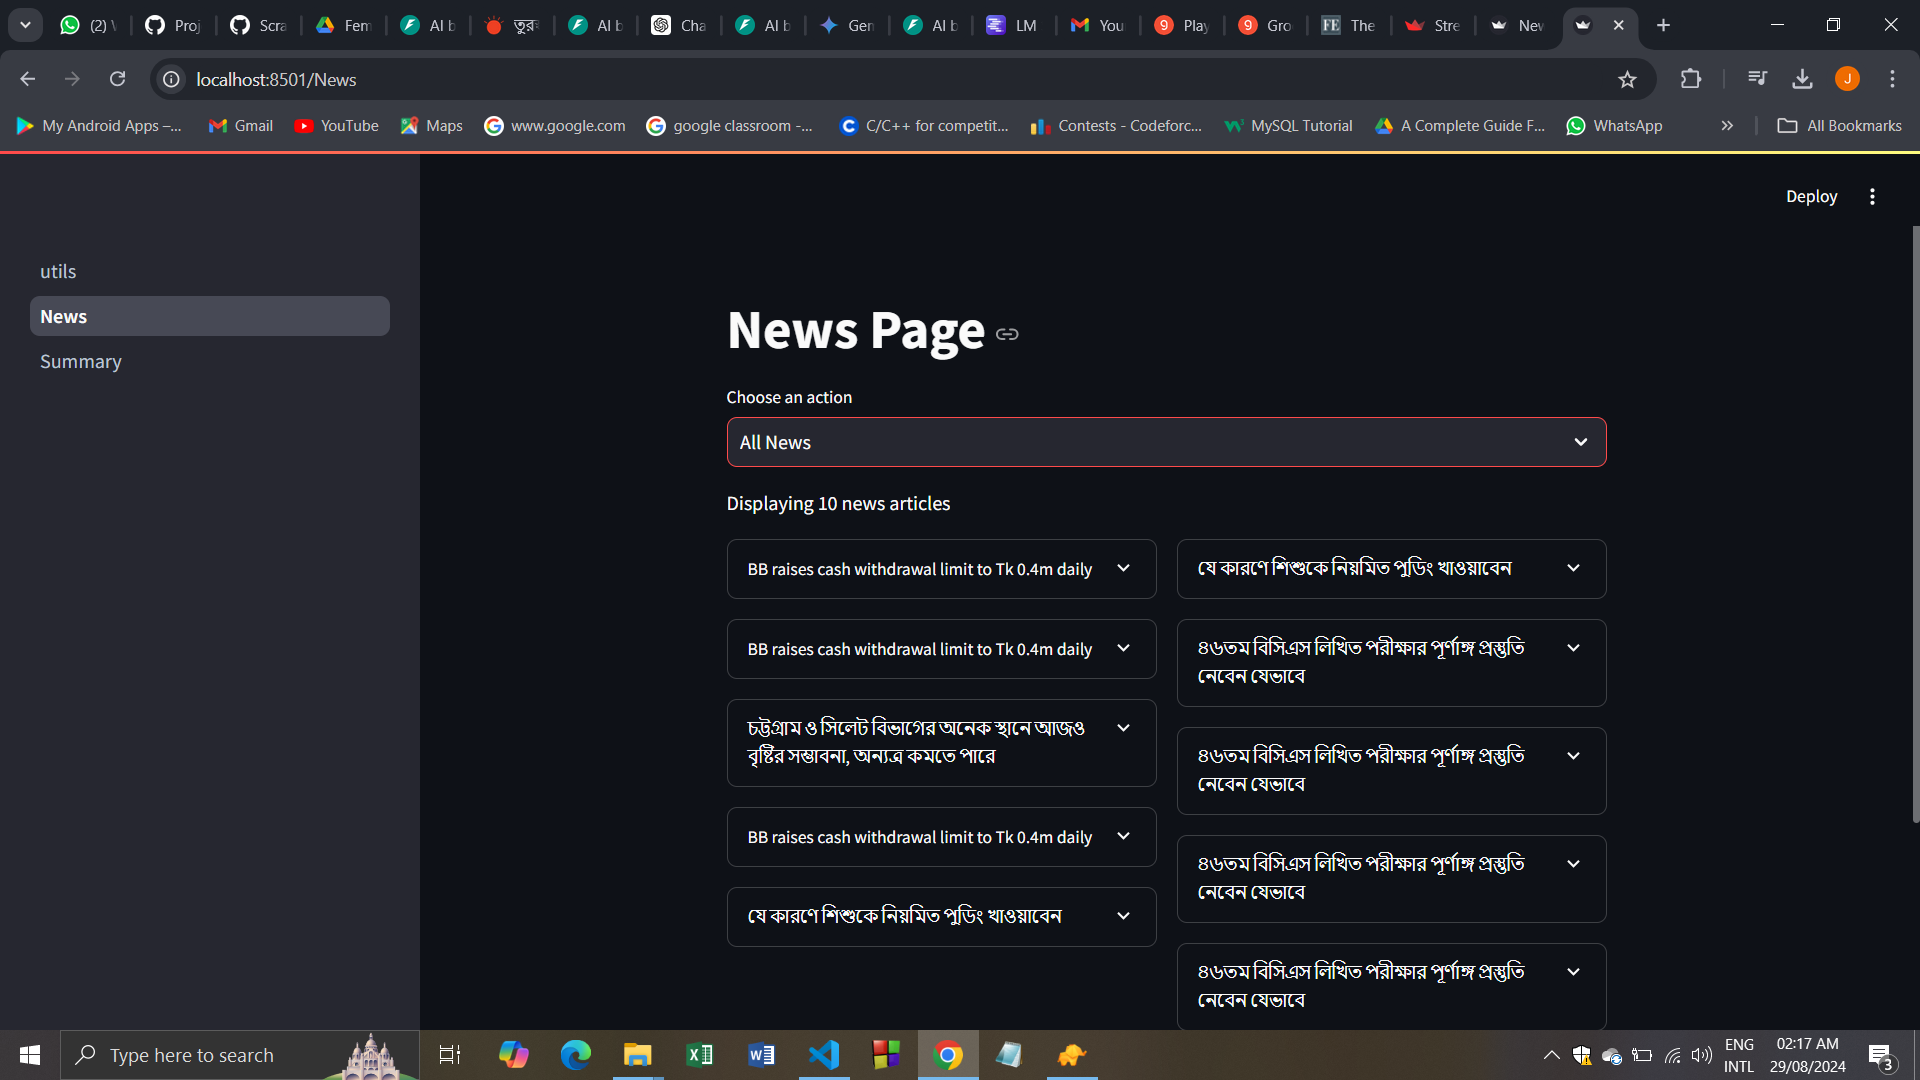 (2) W
Proj
Scra
Fem
AI b
তুরস
AI b
Cha
AI b
Gen
AI b
LM
You
Play
Gro
The
Stre
New
localhost:8501/News
J
My Android Apps –...
Gmail
YouTube
Maps
www.google.com
google classroom -...
C/C++ for competit...
Contests - Codeforc...
MySQL Tutorial
A Complete Guide F...
WhatsApp
All Bookmarks
Deploy
utils
News
Summary
News Page
Choose an action
All News
Displaying 10 news articles
BB raises cash withdrawal limit to Tk 0.4m daily
BB raises cash withdrawal limit to Tk 0.4m daily
চট্টগ্রাম ও সিলেট বিভাগের অনেক স্থানে আজও
বৃষ্টির সম্ভাবনা, অন্যত্র কমতে পারে
BB raises cash withdrawal limit to Tk 0.4m daily
যে কারণে শিশুকে নিয়মিত পুডিং খাওয়াবেন
যে কারণে শিশুকে নিয়মিত পুডিং খাওয়াবেন
৪৬তম বিসিএস লিখিত পরীক্ষার পূর্ণাঙ্গ প্রস্তুতি
নেবেন যেভাবে
৪৬তম বিসিএস লিখিত পরীক্ষার পূর্ণাঙ্গ প্রস্তুতি
নেবেন যেভাবে
৪৬তম বিসিএস লিখিত পরীক্ষার পূর্ণাঙ্গ প্রস্তুতি
নেবেন যেভাবে
৪৬তম বিসিএস লিখিত পরীক্ষার পূর্ণাঙ্গ প্রস্তুতি
নেবেন যেভাবে
Type here to search
ENG
INTL
02:17 AM
29/08/2024
3